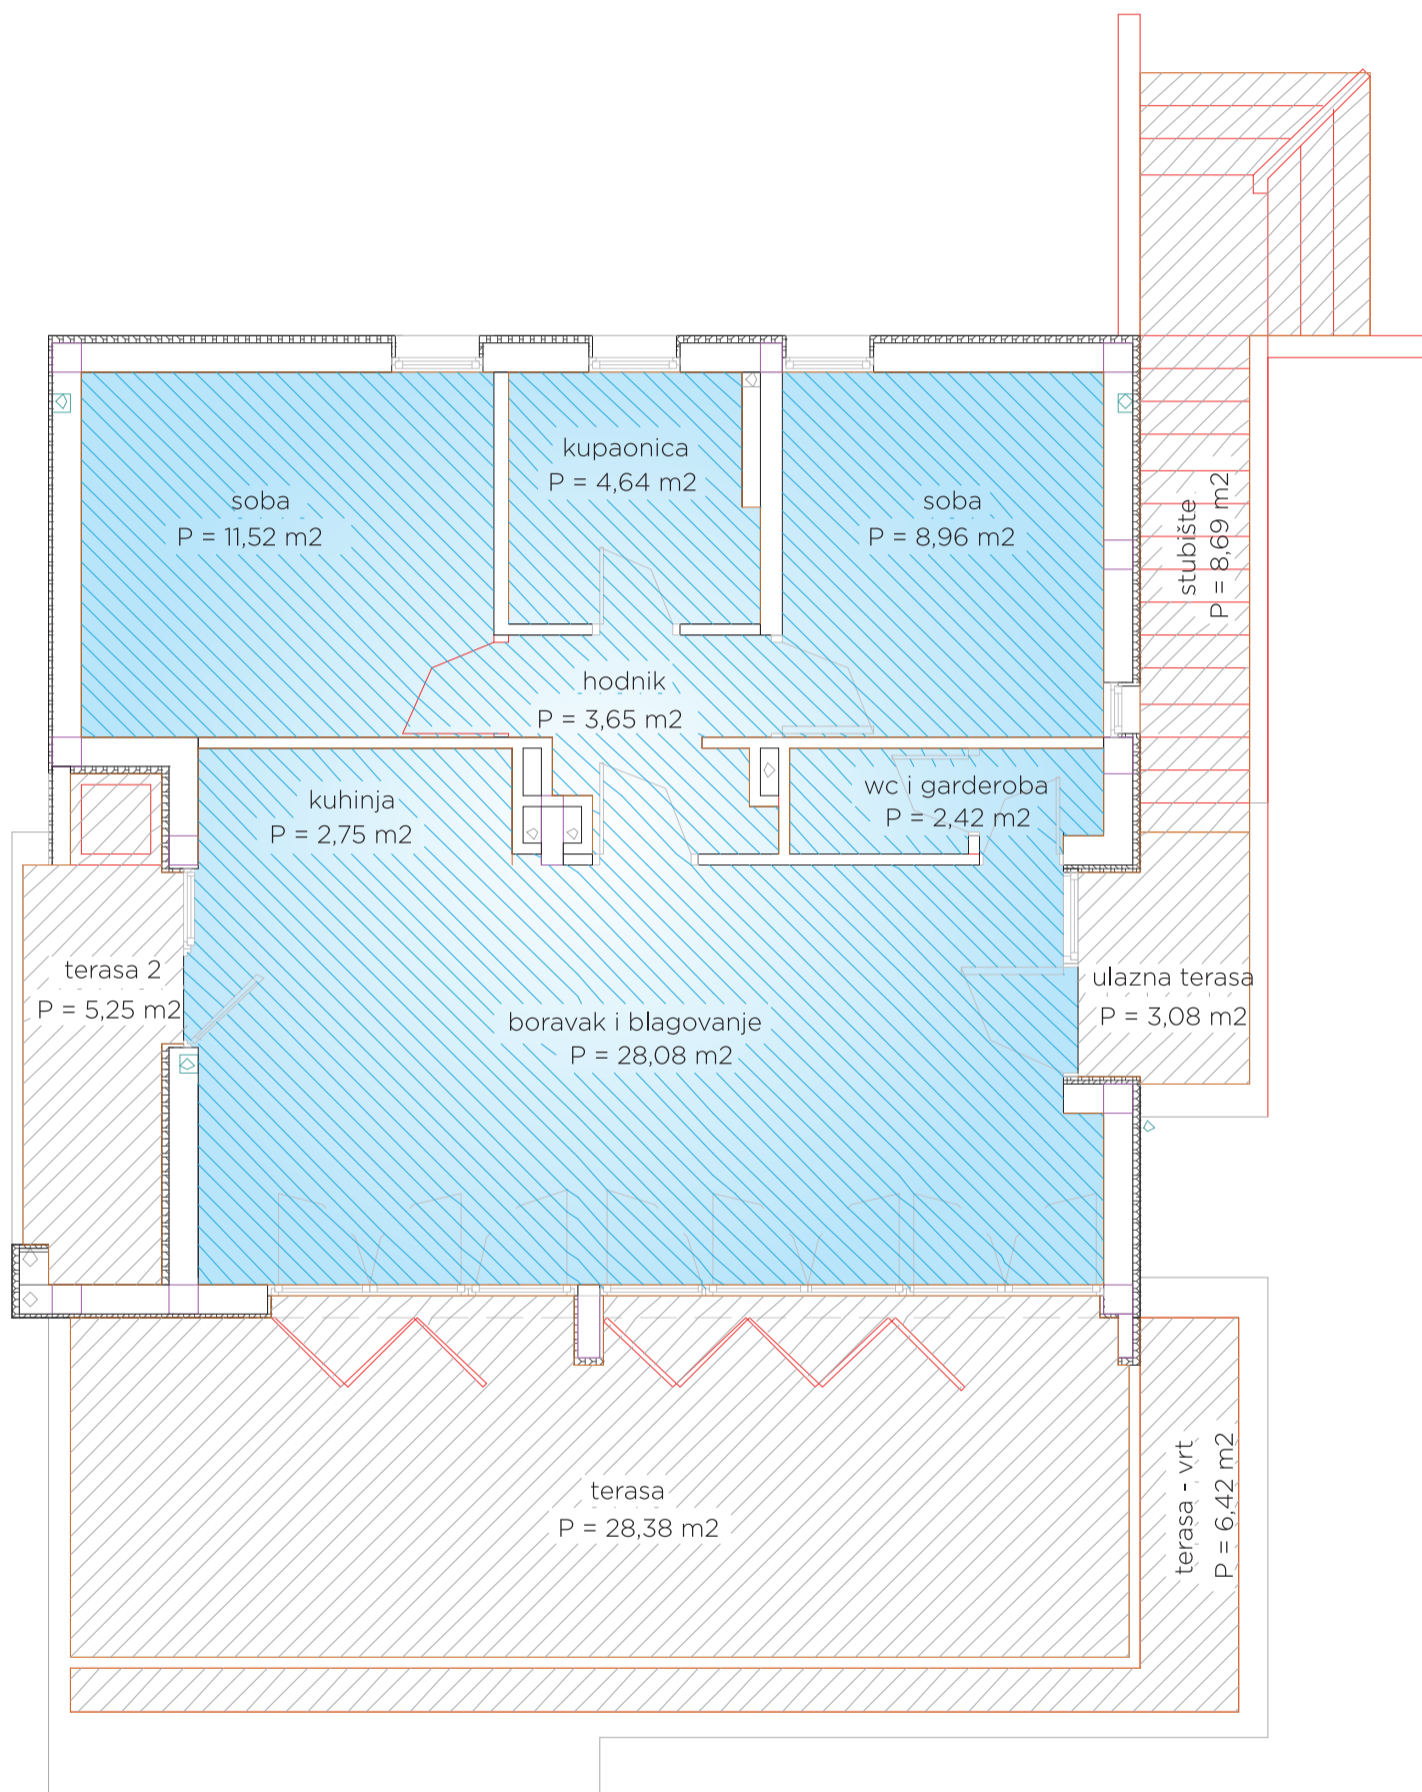 kupaonica
P = 4,64 m2
soba
P = 11,52 m2
soba
P = 8,96 m2
stubište
P = 8,69 m2
hodnik
P = 3,65 m2
kuhinja
P = 2,75 m2
wc i garderoba
P = 2,42 m2
terasa 2
P = 5,25 m2
boravak i blagovanje
P = 28,08 m2
ulazna terasa
P = 3,08 m2
terasa
P = 28,38 m2
terasa - vrt
P = 6,42 m2